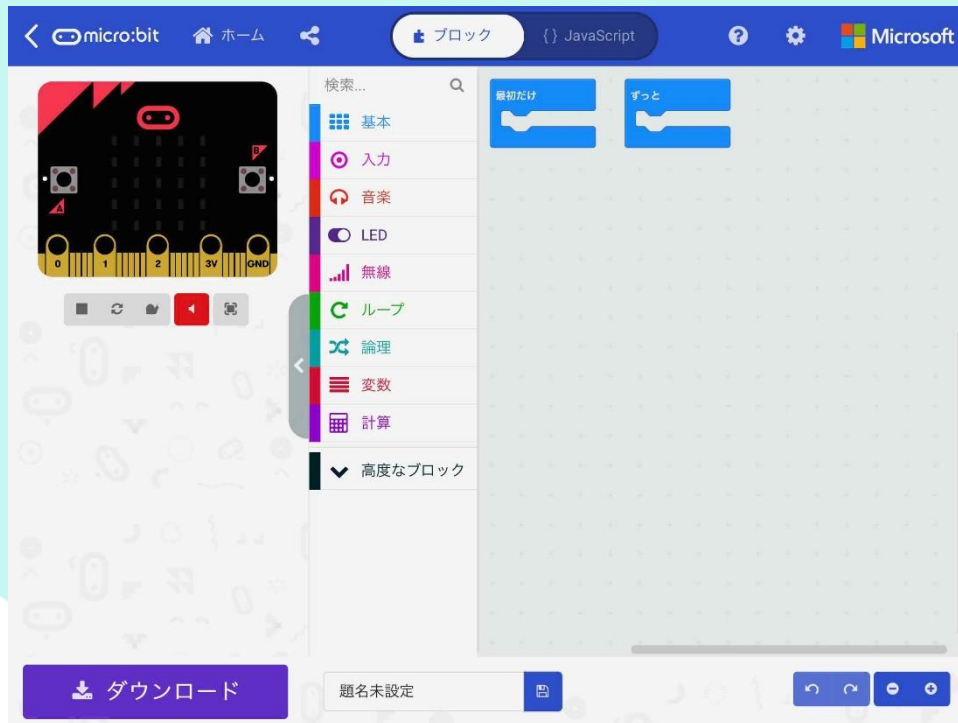 micro:bit
ホーム
ブロック
{ } JavaScript
Microsoft
検索...
基本
入力
音楽
LED
無線
ループ
論理
変数
計算
高度なブロック
最初だけ
ずっと
A
B
0 1 2 3V GND
ダウンロード
題名未設定